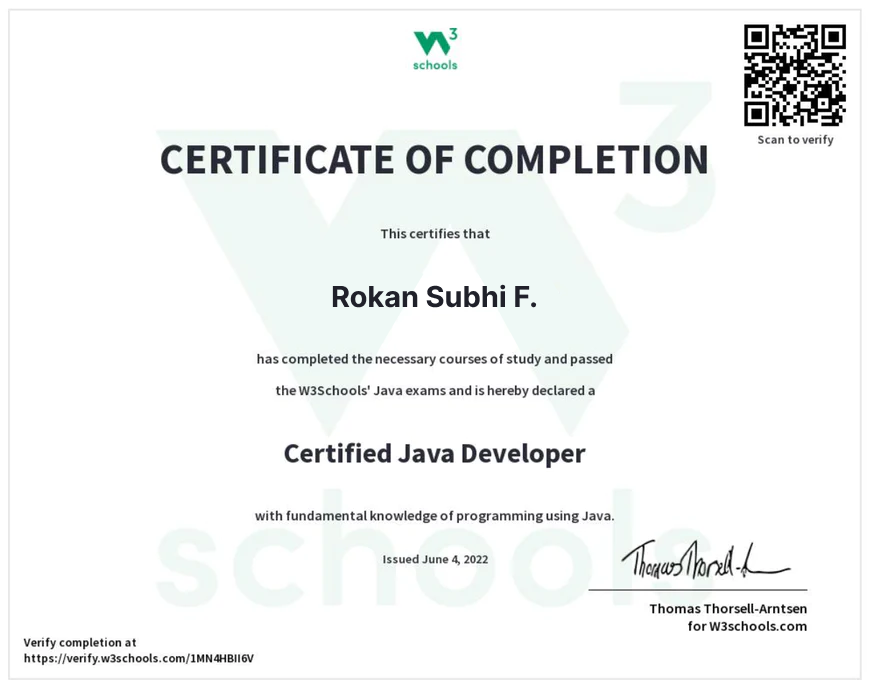 W3
schools
Scan to verify
CERTIFICATE OF COMPLETION
This certifies that
Rokan Subhi F.
has completed the necessary courses of study and passed
the W3Schools' Java exams and is hereby declared a
Certified Java Developer
with fundamental knowledge of programming using Java.
Issued June 4, 2022
Thomas Thorsell-A
Thomas Thorsell-Arntsen
for W3schools.com
Verify completion at
https://verify.w3schools.com/1MN4HBII6V